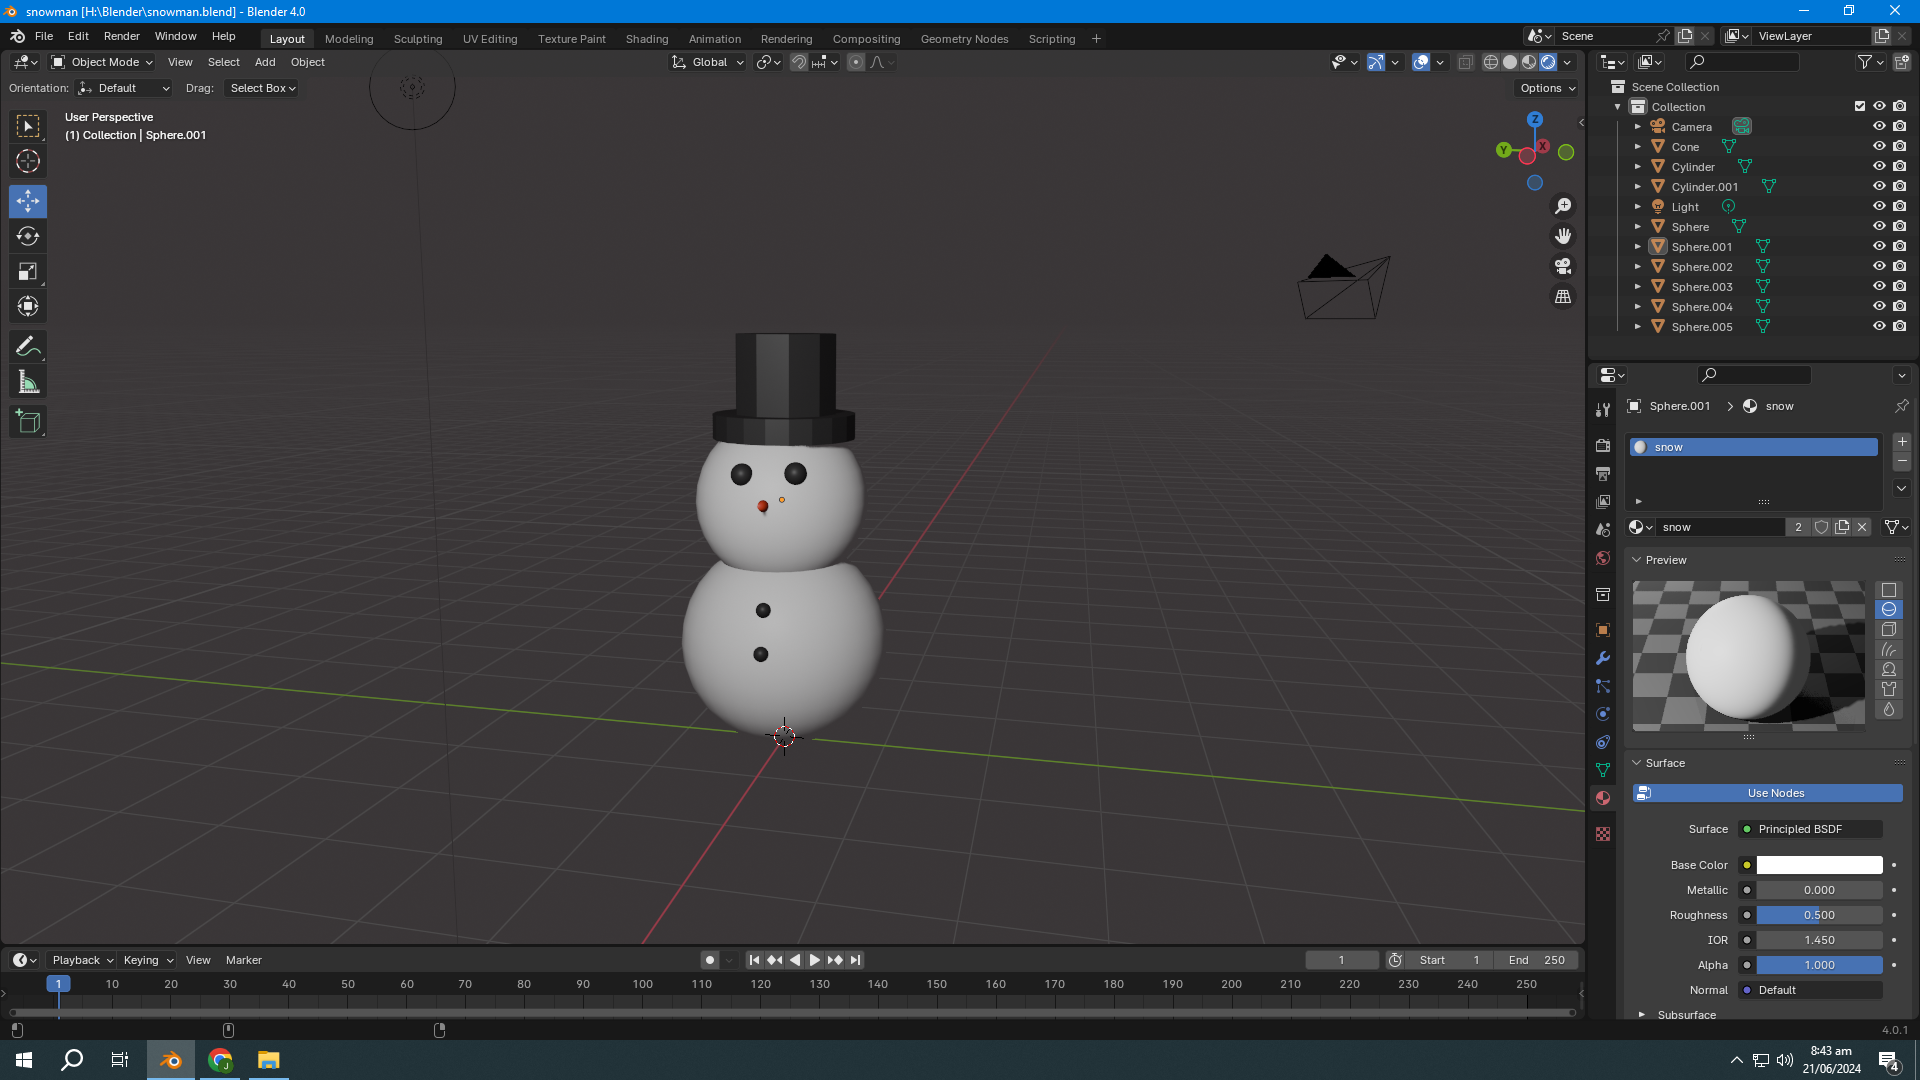 snowman [H:\Blender\snowman.blend] - Blender 4.0
File Edit Render Window Help Layout Modeling Sculpting UV Editing Texture Paint Shading Animation Rendering Compositing Geometry Nodes Scripting + Scene ViewLayer
Object Mode View Select Add Object Global
Orientation: Default Drag: Select Box Options
User Perspective
(1) Collection | Sphere.001
Z
Y X
Scene Collection
Collection
Camera
Cone
Cylinder
Cylinder.001
Light
Sphere
Sphere.001
Sphere.002
Sphere.003
Sphere.004
Sphere.005
Sphere.001 > snow
snow
snow 2
Preview
Surface
Use Nodes
Surface Principled BSDF
Base Color
Metallic 0.000
Roughness 0.500
IOR 1.450
Alpha 1.000
Normal Default
Subsurface
Playback Keying View Marker 1 Start 1 End 250
1 10 20 30 40 50 60 70 80 90 100 110 120 130 140 150 160 170 180 190 200 210 220 230 240 250
4.0.1
J
8:43 am
21/06/2024
4